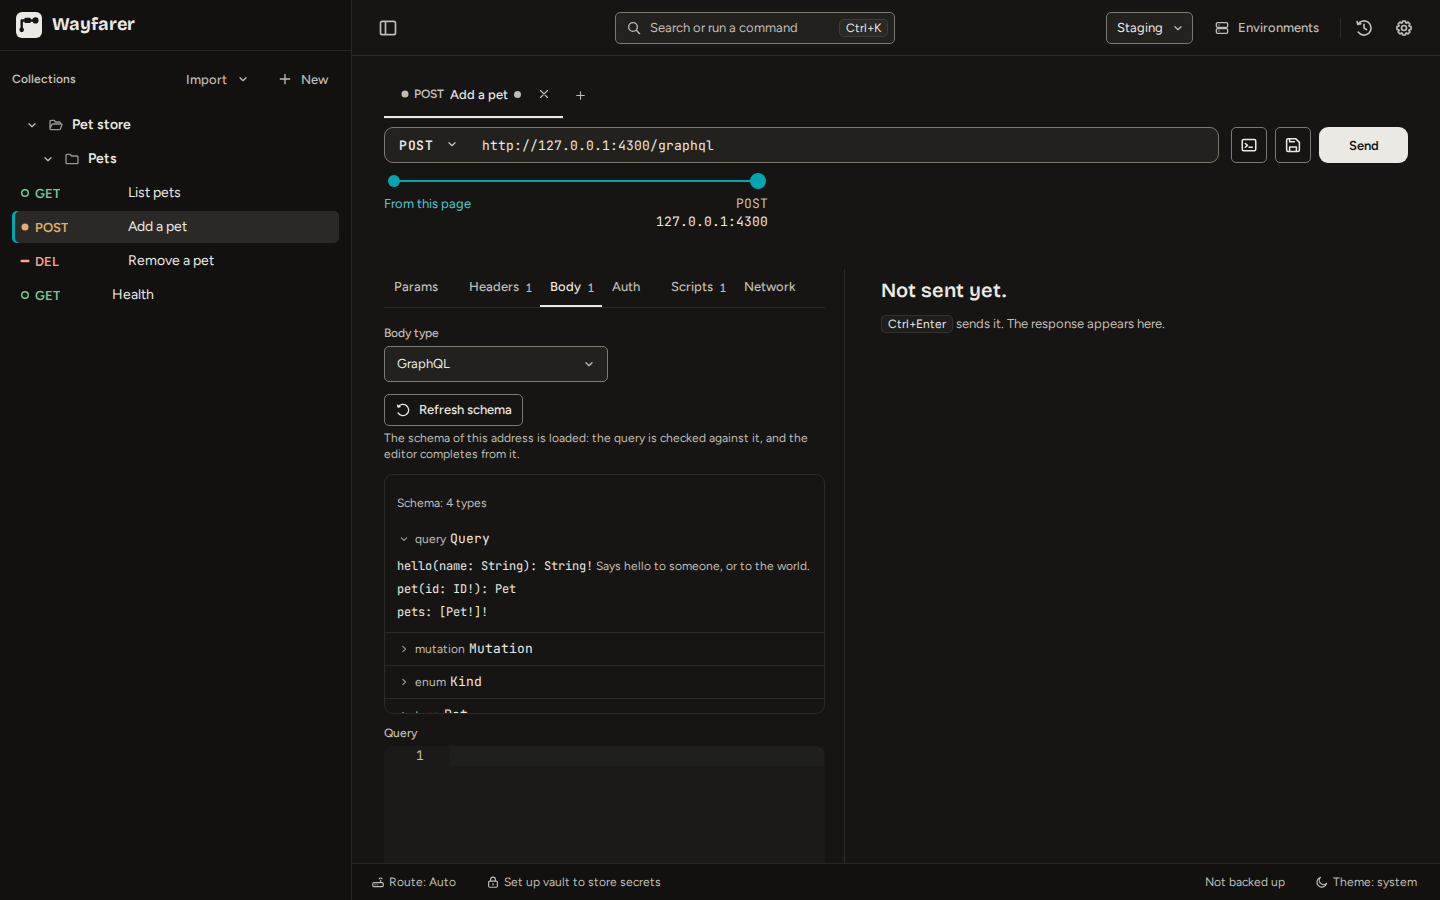 Wayfarer
Search or run a command Ctrl+K
Staging
Environments
Collections Import New
Pet store
Pets
GET List pets
POST Add a pet
DEL Remove a pet
GET Health
POST Add a pet
POST http://127.0.0.1:4300/graphql
Send
From this page
POST
127.0.0.1:4300
Params Headers 1 Body 1 Auth Scripts 1 Network
Body type
GraphQL
Refresh schema
The schema of this address is loaded: the query is checked against it, and the
editor completes from it.
Schema: 4 types
query Query
hello(name: String): String! Says hello to someone, or to the world.
pet(id: ID!): Pet
pets: [Pet!]!
mutation Mutation
enum Kind
Query
1
Not sent yet.
Ctrl+Enter sends it. The response appears here.
Route: Auto
Set up vault to store secrets
Not backed up
Theme: system